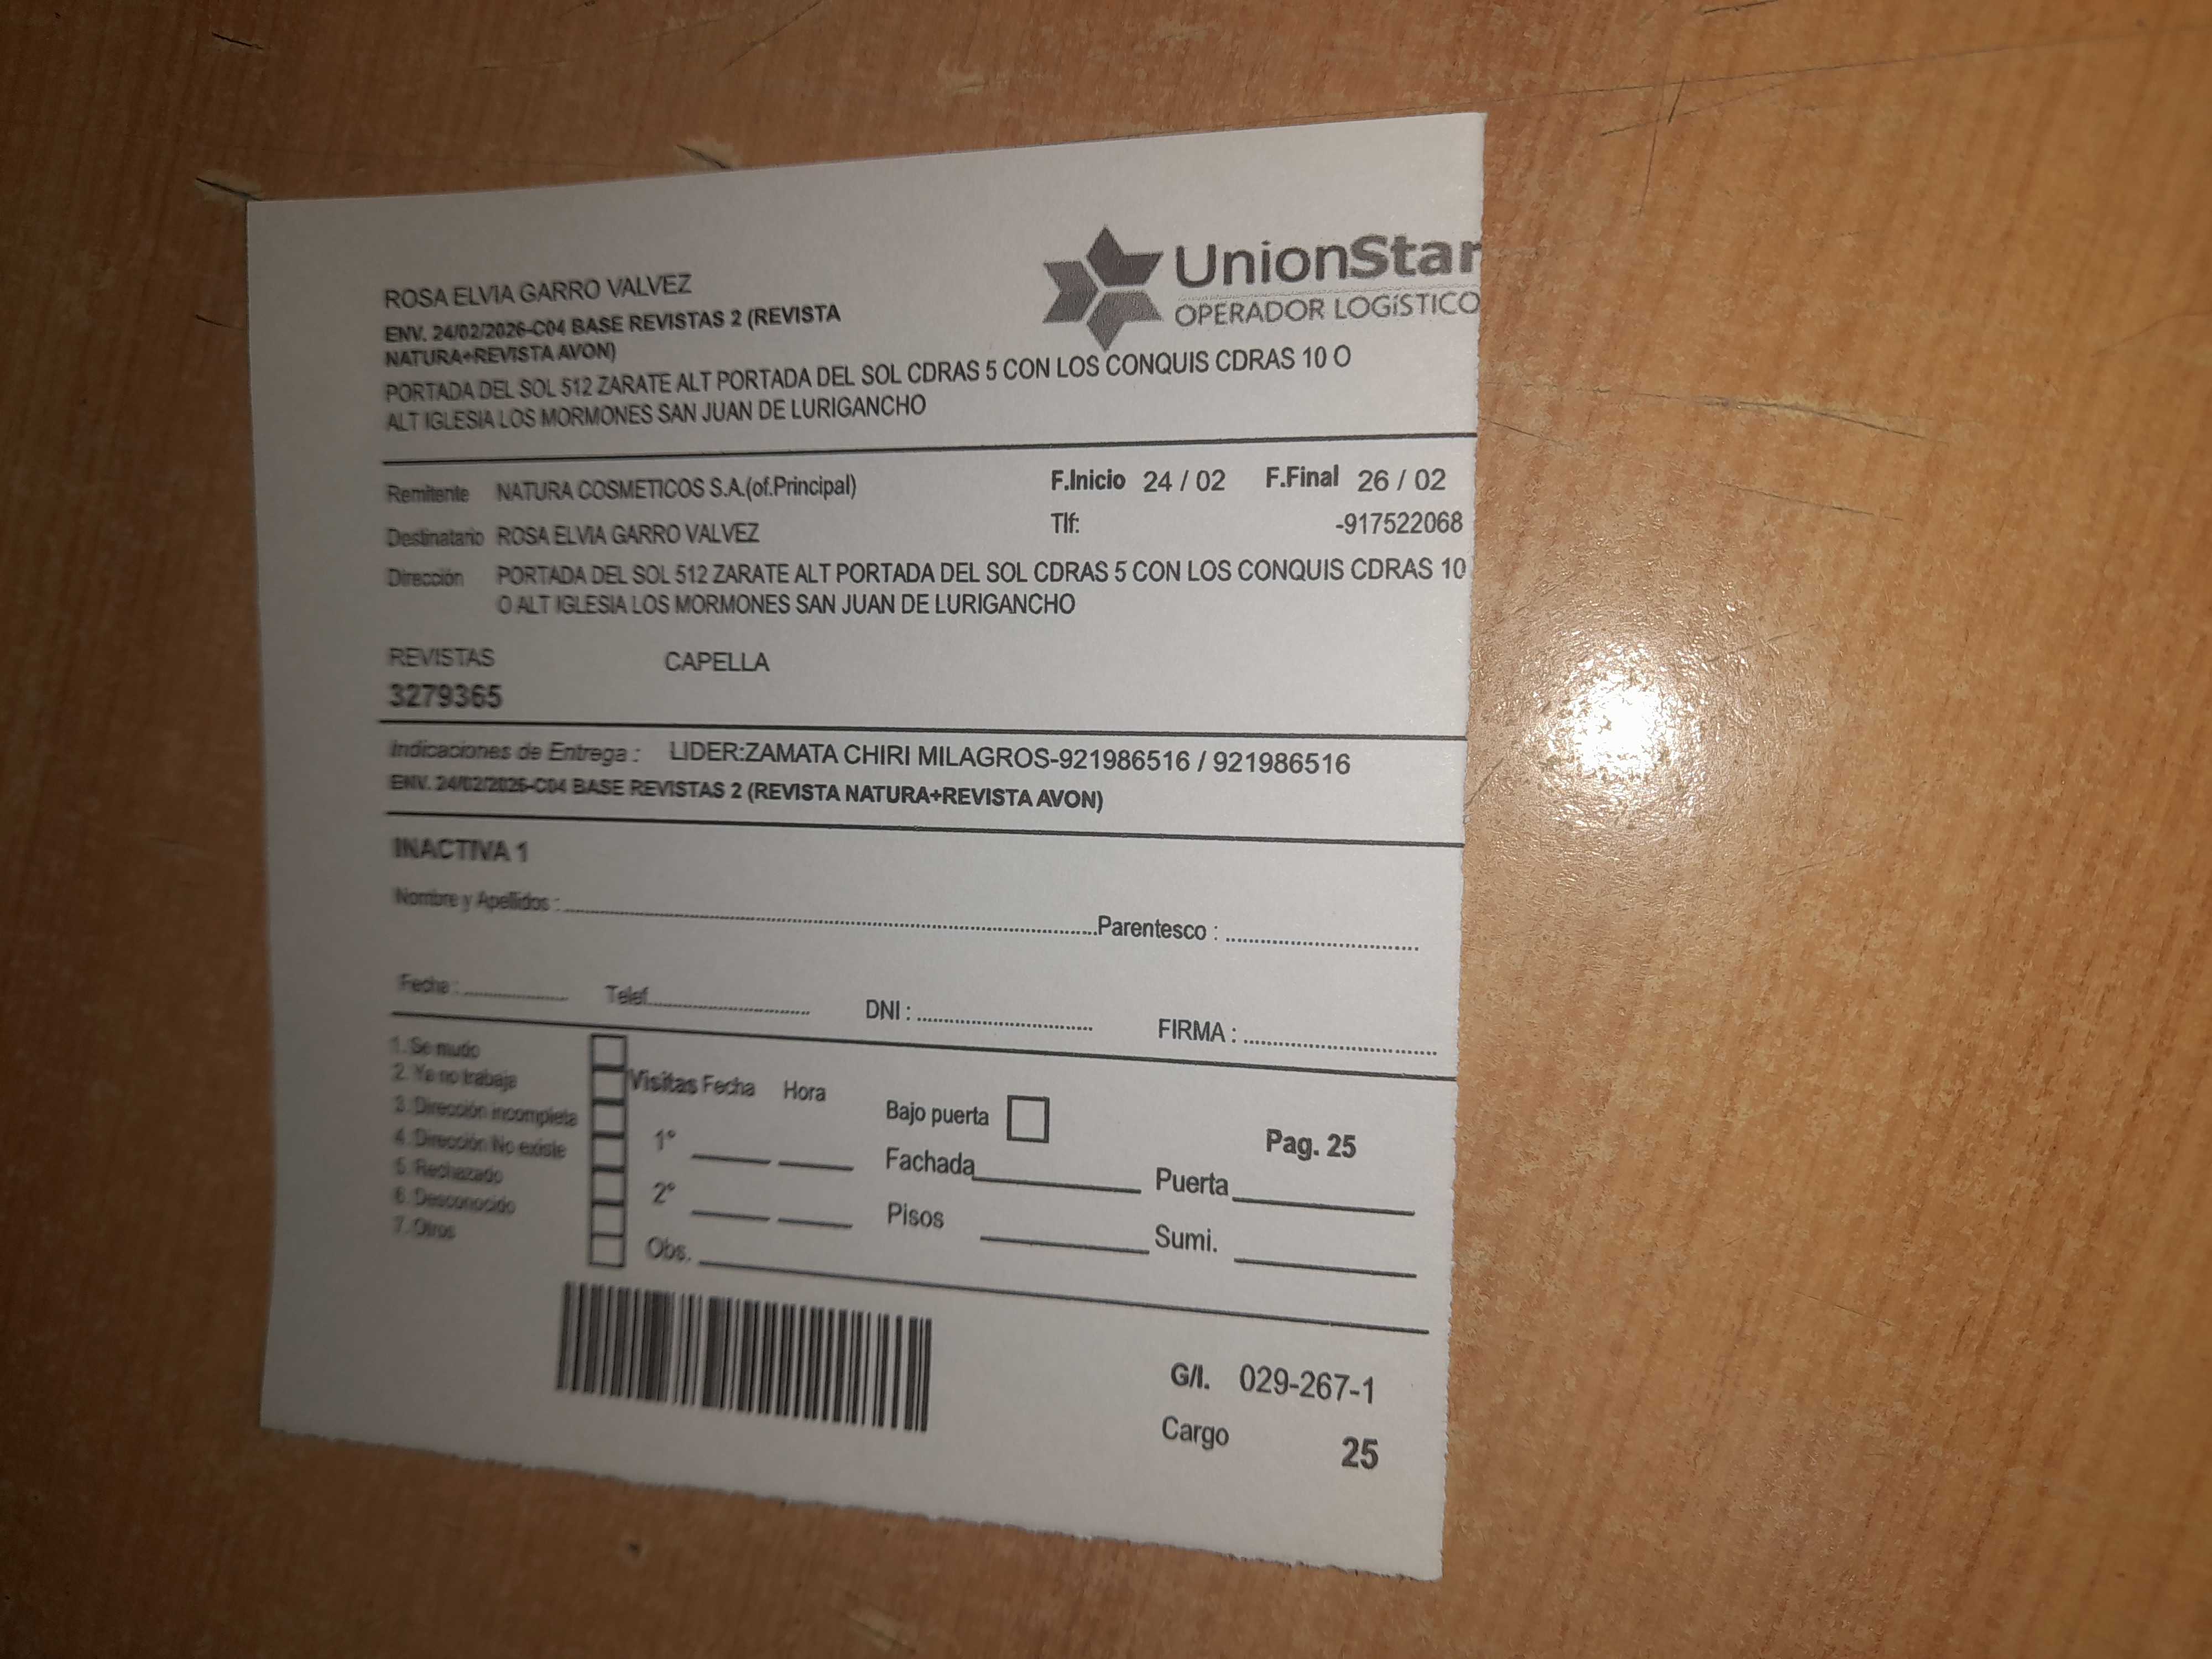 ROSA ELVIA GARRO VALVEZ
UnionStar
OPERADOR LOGÍSTICO
ENV. 24/02/2026-C04 BASE REVISTAS 2 (REVISTA
NATURA+REVISTA AVON)
PORTADA DEL SOL 512 ZARATE ALT PORTADA DEL SOL CDRAS 5 CON LOS CONQUIS CDRAS 10 O
ALT IGLESIA LOS MORMONES SAN JUAN DE LURIGANCHO
Remitente NATURA COSMETICOS S.A.(of.Principal) F.Inicio 24 / 02 F.Final 26 / 02
Destinatario ROSA ELVIA GARRO VALVEZ Tlf: -917522068
Dirección PORTADA DEL SOL 512 ZARATE ALT PORTADA DEL SOL CDRAS 5 CON LOS CONQUIS CDRAS 10
O ALT IGLESIA LOS MORMONES SAN JUAN DE LURIGANCHO
REVISTAS CAPELLA
3279365
Indicaciones de Entrega : LIDER:ZAMATA CHIRI MILAGROS-921986516 / 921986516
ENV. 24/02/2026-C04 BASE REVISTAS 2 (REVISTA NATURA+REVISTA AVON)
INACTIVA 1
Nombre y Apellidos : Parentesco :
Fecha : Telef. DNI : FIRMA :
1. Se mudo
2. Ya no trabaja
3. Dirección incompleta
4. Dirección No existe
5. Rechazado
6. Desconocido
7. Otros
Visitas Fecha Hora
1°
2°
Obs.
Bajo puerta Pag. 25
Fachada Puerta
Pisos Sumi.
G/I. 029-267-1
Cargo 25